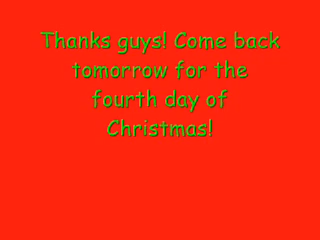 Thanks guys! Come back
tomorrow for the
fourth day of
Christmas!